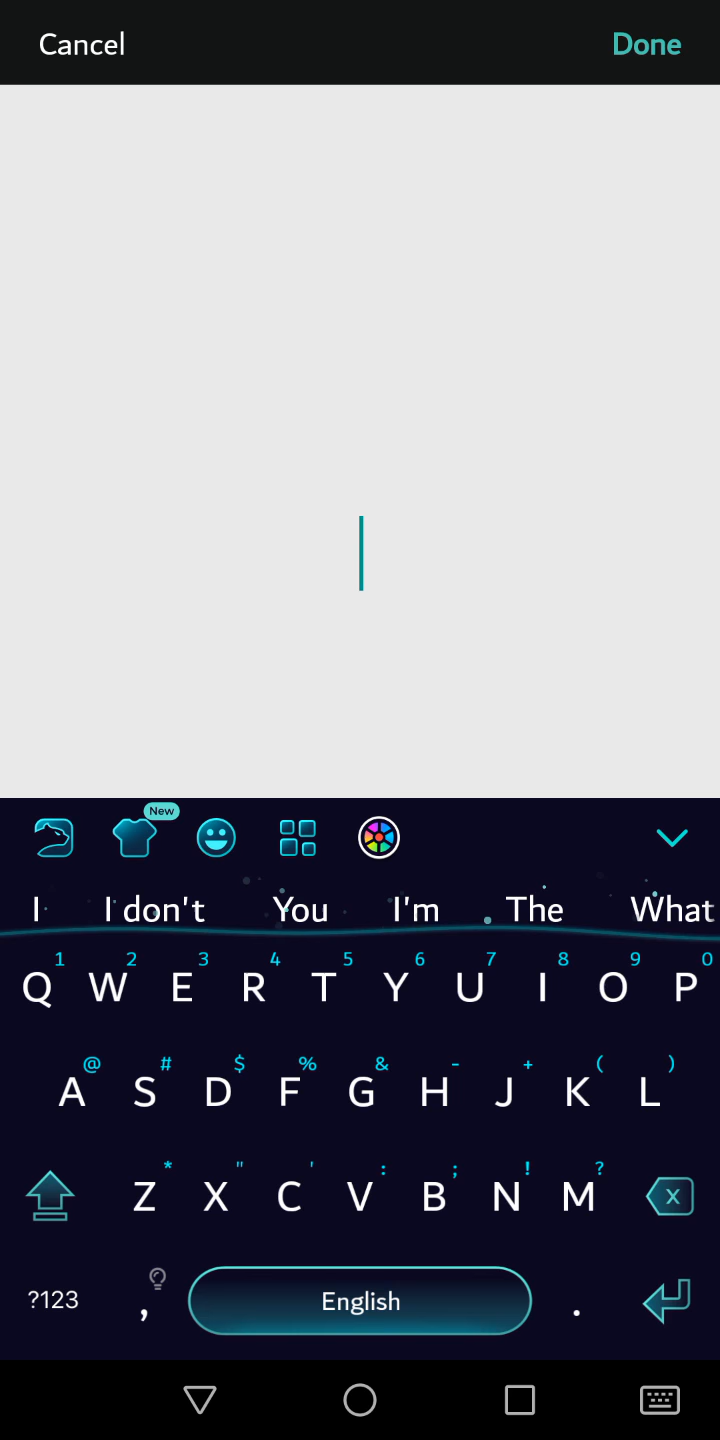 Cancel Done
New
I I don't You I'm The What
1 2 3 4 5 6 7 8 9 0
Q W E R T Y U I O P
@ # $ % & - + ( )
A S D F G H J K L
* " ' : ; ! ?
Z X C V B N M X
?123 , English .